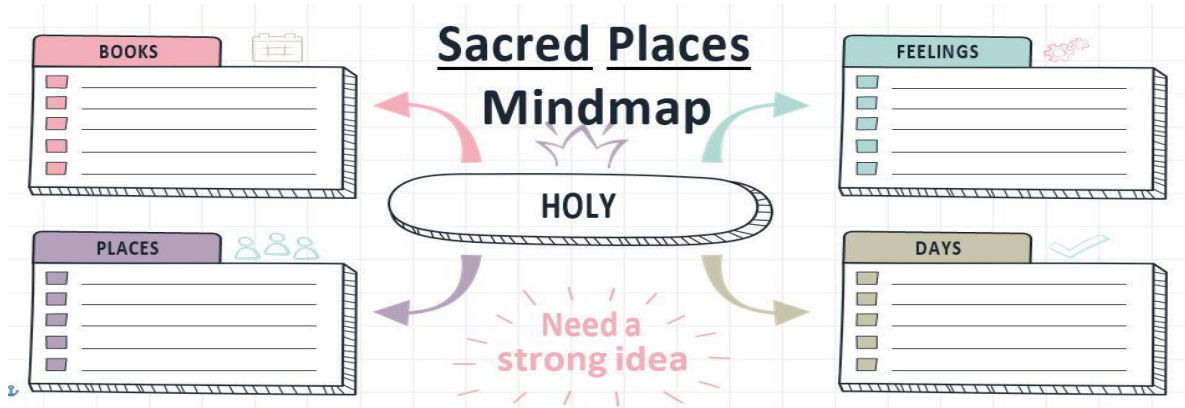 Sacred Places
Mindmap
BOOKS
FEELINGS
HOLY
PLACES
DAYS
Need a
strong idea